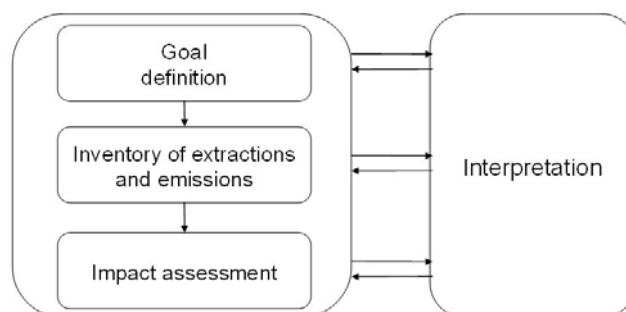 Goal
definition
Inventory of extractions
and emissions
Impact assessment
Interpretation